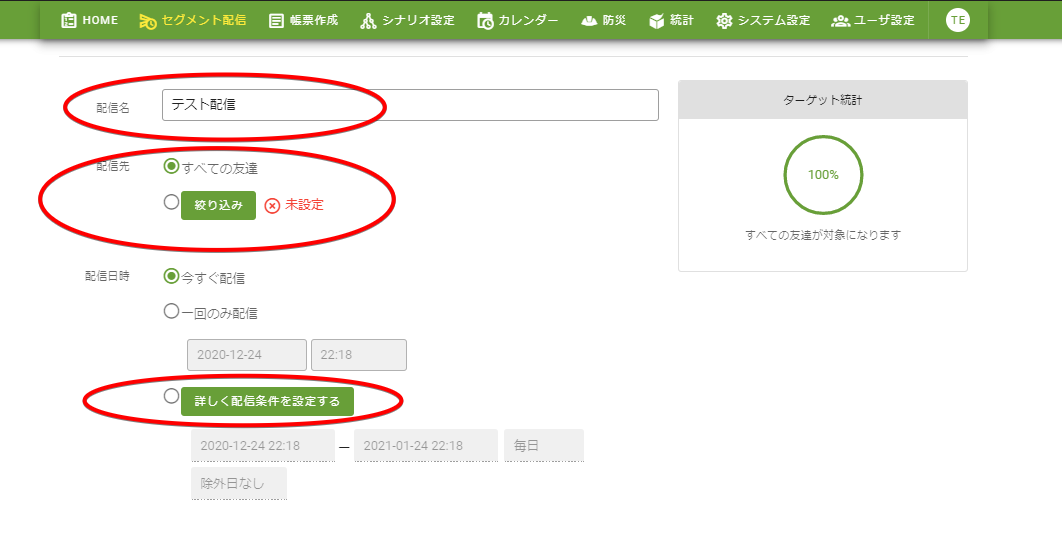 HOME セグメント配信 帳票作成 シナリオ設定 カレンダー 防災 統計 システム設定 ユーザ設定 TE
配信名 テスト配信
ターゲット統計
配信先 すべての友達
絞り込み 未設定
100%
すべての友達が対象になります
配信日時 今すぐ配信
一回のみ配信
2020-12-24 22:18
詳しく配信条件を設定する
2020-12-24 22:18 — 2021-01-24 22:18 毎日
除外日なし